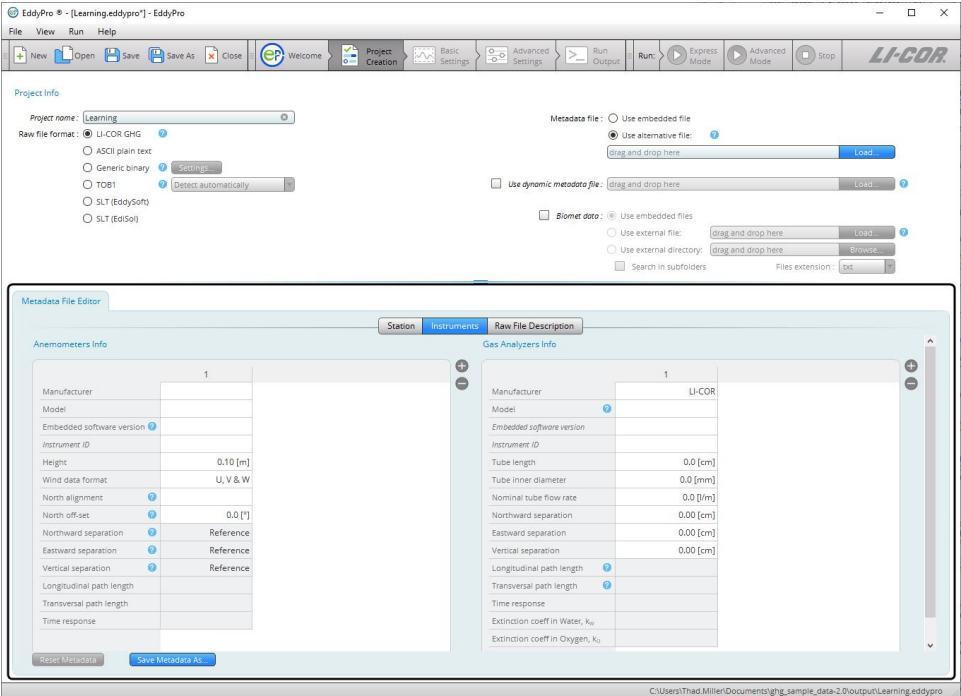 EddyPro ® - [Learning.eddypro*] - EddyPro
File View Run Help
New Open Save Save As Close Welcome Project Creation Basic Settings Advanced Settings Run Output Run: Express Mode Advanced Mode Stop LI-COR.
Project Info
Project name : Learning
Raw file format : LI-COR GHG
ASCII plain text
Generic binary Settings...
TOB1 Detect automatically
SLT (EddySoft)
SLT (EdiSol)
Metadata file : Use embedded file
Use alternative file:
drag and drop here Load...
Use dynamic metadata file : drag and drop here Load...
Biomet data : Use embedded files
Use external file: drag and drop here Load...
Use external directory: drag and drop here Browse...
Search in subfolders Files extension : txt
Metadata File Editor
Station Instruments Raw File Description
Anemometers Info
1
Manufacturer
Model
Embedded software version
Instrument ID
Height 0.10 [m]
Wind data format U, V & W
North alignment
North off-set 0.0 [°]
Northward separation Reference
Eastward separation Reference
Vertical separation Reference
Longitudinal path length
Transversal path length
Time response
Gas Analyzers Info
1
Manufacturer LI-COR
Model
Embedded software version
Instrument ID
Tube length 0.0 [cm]
Tube inner diameter 0.0 [mm]
Nominal tube flow rate 0.0 [l/m]
Northward separation 0.00 [cm]
Eastward separation 0.00 [cm]
Vertical separation 0.00 [cm]
Longitudinal path length
Transversal path length
Time response
Extinction coeff in Water, kW
Extinction coeff in Oxygen, kO
Reset Metadata Save Metadata As...
C:\Users\Thad.Miller\Documents\ghg_sample_data-2.0\output\Learning.eddypro